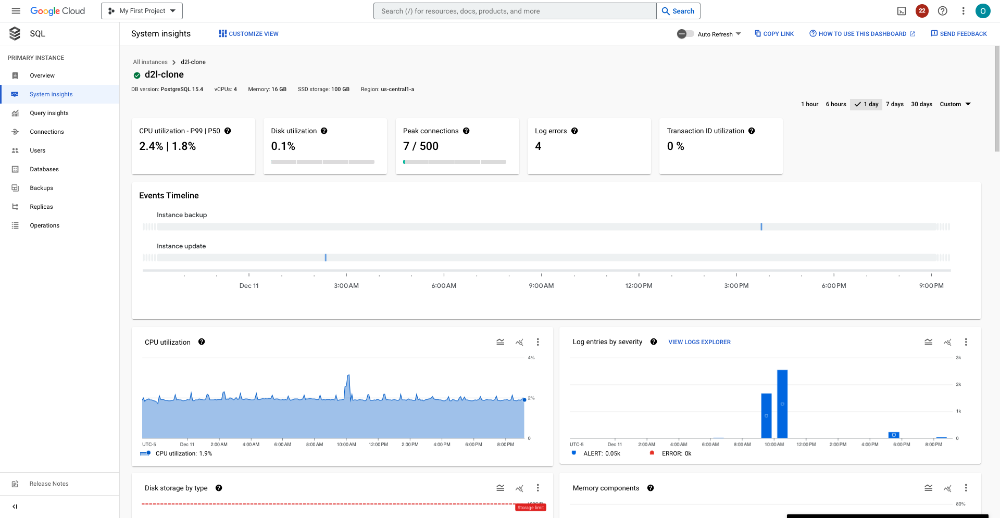 Google Cloud
My First Project
Search (/) for resources, docs, products, and more
Search
22
O
SQL
System insights
CUSTOMIZE VIEW
Auto Refresh
COPY LINK
HOW TO USE THIS DASHBOARD
SEND FEEDBACK
PRIMARY INSTANCE
Overview
System insights
Query insights
Connections
Users
Databases
Backups
Replicas
Operations
Release Notes
All instances
d2l-clone
d2l-clone
DB version: PostgreSQL 15.4 vCPUs: 4 Memory: 16 GB SSD storage: 100 GB Region: us-central1-a
1 hour 6 hours 1 day 7 days 30 days Custom
CPU utilization - P99 | P50
2.4% | 1.8%
Disk utilization
0.1%
Peak connections
7 / 500
Log errors
4
Transaction ID utilization
0 %
Events Timeline
Instance backup
Instance update
Dec 11 3:00 AM 6:00 AM 9:00 AM 12:00 PM 3:00 PM 6:00 PM 9:00 PM
CPU utilization
4%
2%
0
UTC-5 Dec 11 2:00 AM 4:00 AM 6:00 AM 8:00 AM 10:00 AM 12:00 PM 2:00 PM 4:00 PM 6:00 PM 8:00 PM
CPU utilization: 1.9%
Log entries by severity
VIEW LOGS EXPLORER
3k
2k
1k
0
UTC-5 Dec 11 2:00 AM 4:00 AM 6:00 AM 8:00 AM 10:00 AM 12:00 PM 2:00 PM 4:00 PM 6:00 PM 8:00 PM
ALERT: 0.05k
ERROR: 0k
Disk storage by type
Storage limit
Memory components
80%